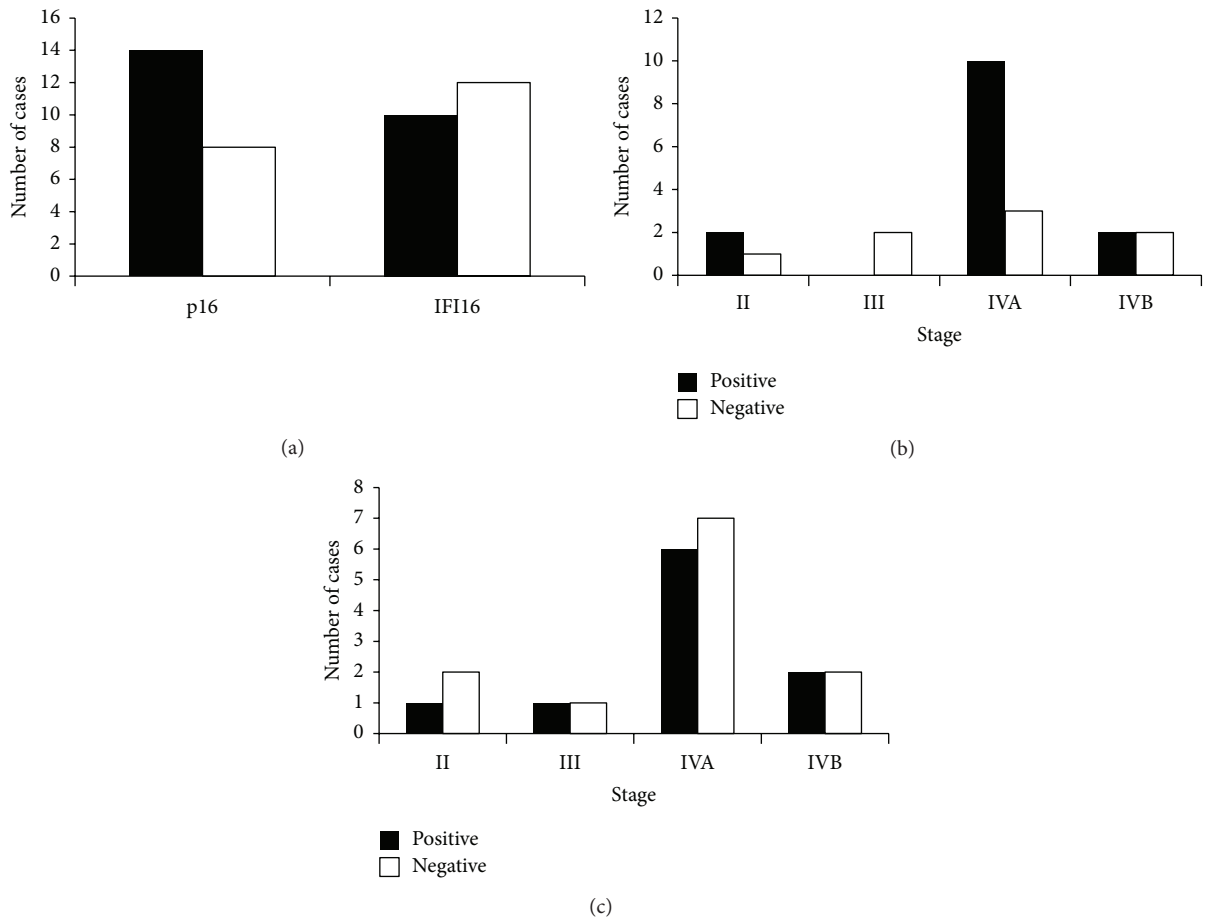 16
14
12
10
8
6
4
2
0
Number of cases
p16
IFI16
(a)
12
10
8
6
4
2
0
Number of cases
II
III
IVA
IVB
Stage
Positive
Negative
(b)
8
7
6
5
4
3
2
1
0
Number of cases
II
III
IVA
IVB
Stage
Positive
Negative
(c)